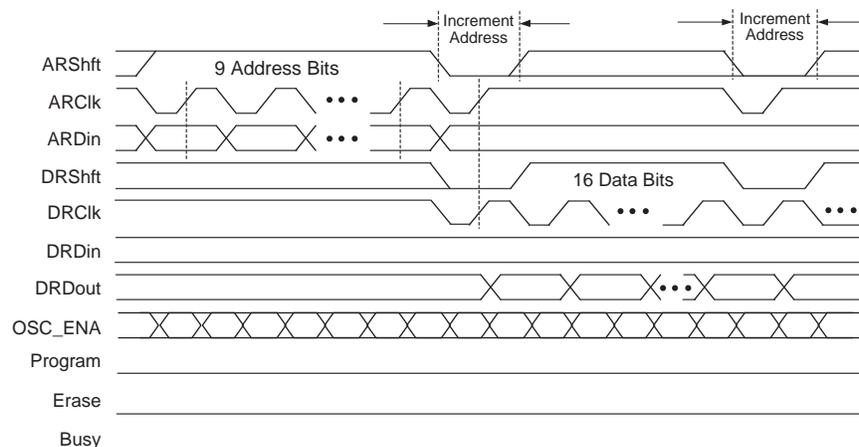 Increment
Address
Increment
Address
ARShft
9 Address Bits
ARClk
ARDin
DRShft
16 Data Bits
DRClk
DRDin
DRDout
OSC_ENA
Program
Erase
Busy